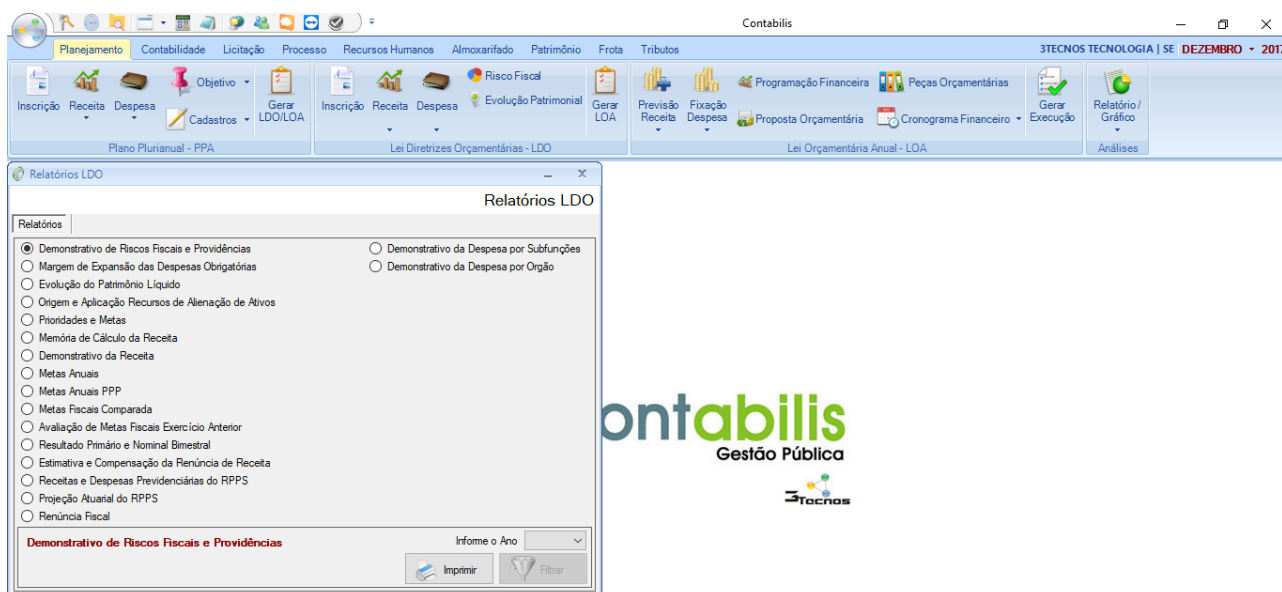 Contabilis
Planejamento Contabilidade Licitação Processo Recursos Humanos Almoxarifado Patrimônio Frota Tributos 3TECNOS TECNOLOGIA | SE DEZEMBRO 2017
Inscrição Receita Despesa Objetivo Cadastros Gerar LDO/LOA
Plano Plurianual - PPA
Inscrição Receita Despesa Risco Fiscal Evolução Patrimonial Gerar LOA
Lei Diretrizes Orçamentárias - LDO
Previsão Receita Fixação Despesa Programação Financeira Proposta Orçamentária Peças Orçamentárias Cronograma Financeiro Gerar Execução
Lei Orçamentária Anual - LOA
Relatório / Gráfico
Análises
Relatórios LDO
Relatórios LDO
Relatórios
Demonstrativo de Riscos Fiscais e Providências
Margem de Expansão das Despesas Obrigatórias
Evolução do Patrimônio Líquido
Origem e Aplicação Recursos de Alienação de Ativos
Prioridades e Metas
Memória de Cálculo da Receita
Demonstrativo da Receita
Metas Anuais
Metas Anuais PPP
Metas Fiscais Comparada
Avaliação de Metas Fiscais Exercício Anterior
Resultado Primário e Nominal Bimestral
Estimativa e Compensação da Renúncia de Receita
Receitas e Despesas Previdenciárias do RPPS
Projeção Atuarial do RPPS
Renúncia Fiscal
Demonstrativo da Despesa por Subfunções
Demonstrativo da Despesa por Orgão
Demonstrativo de Riscos Fiscais e Providências
Informe o Ano
Imprimir Filtrar
ontabilis
Gestão Pública
3Tecnos